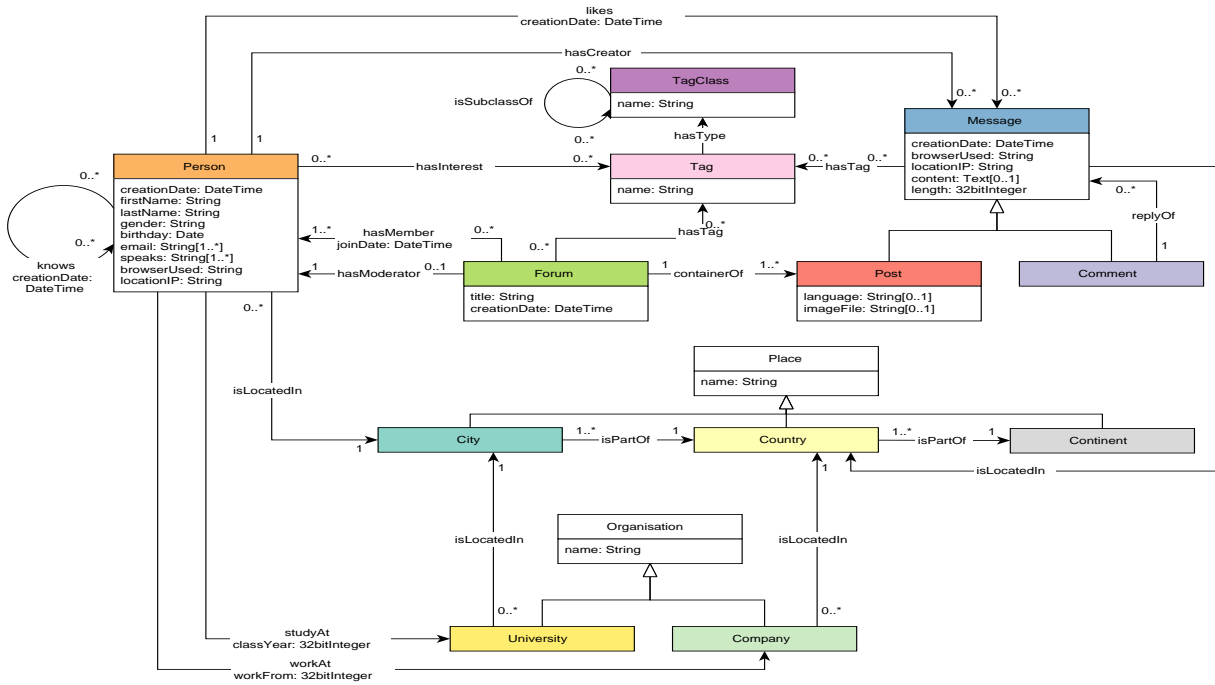 likes
creationDate: DateTime
hasCreator
0..*
TagClass
name: String
isSubclassOf
0..*
0..*
0..*
Message
creationDate: DateTime
browserUsed: String
locationIP: String
content: Text[0..1]
length: 32bitInteger
hasType
1
1
Person
creationDate: DateTime
firstName: String
lastName: String
gender: String
birthday: Date
email: String[1..*]
speaks: String[1..*]
browserUsed: String
locationIP: String
0..*
hasInterest
0..*
Tag
name: String
0..*
hasTag
0..*
replyOf
1
0..*
0..*
knows
creationDate:
DateTime
1..*
hasMember
joinDate: DateTime
0..*
0..*
hasTag
0..*
1
hasModerator
0..1
Forum
title: String
creationDate: DateTime
1
containerOf
1..*
Post
language: String[0..1]
imageFile: String[0..1]
Comment
0..*
isLocatedIn
1
Place
name: String
City
1..*
isPartOf
1
Country
1..*
isPartOf
1
Continent
isLocatedIn
1
1
isLocatedIn
isLocatedIn
Organisation
name: String
0..*
0..*
University
Company
studyAt
classYear: 32bitInteger
workAt
workFrom: 32bitInteger